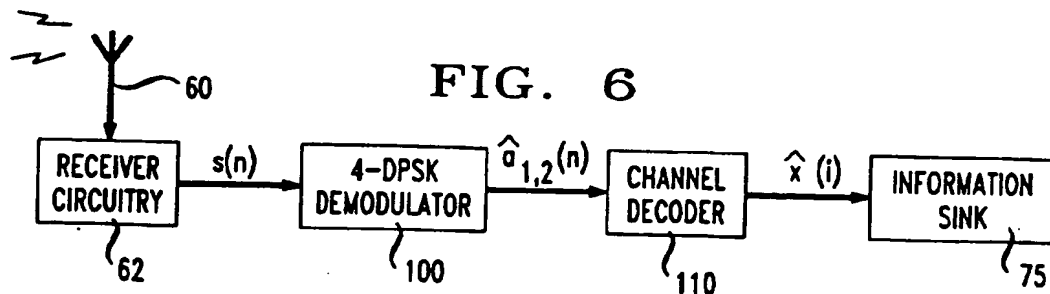 FIG. 6
60
RECEIVER
CIRCUITRY
s(n)
4-DPSK
DEMODULATOR
â1,2(n)
CHANNEL
DECODER
x̂ (i)
INFORMATION
SINK
62
100
110
75